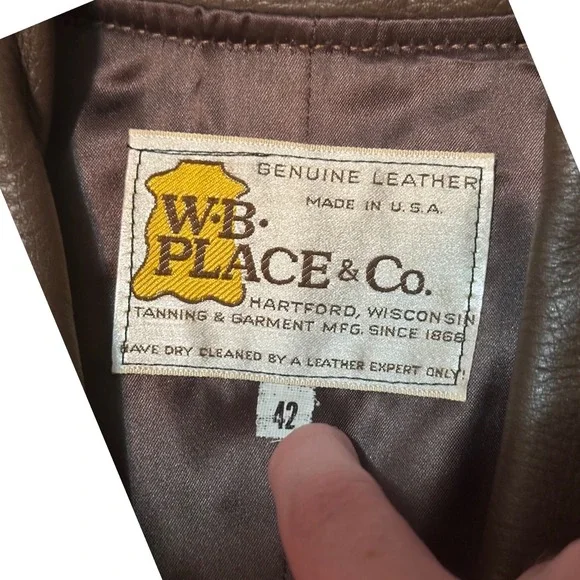 GENUINE LEATHER
MADE IN U.S.A.
W.B.
PLACE & Co.
HARTFORD, WISCONSIN
TANNING & GARMENT MFG. SINCE 1866
HAVE DRY CLEANED BY A LEATHER EXPERT ONLY!
42